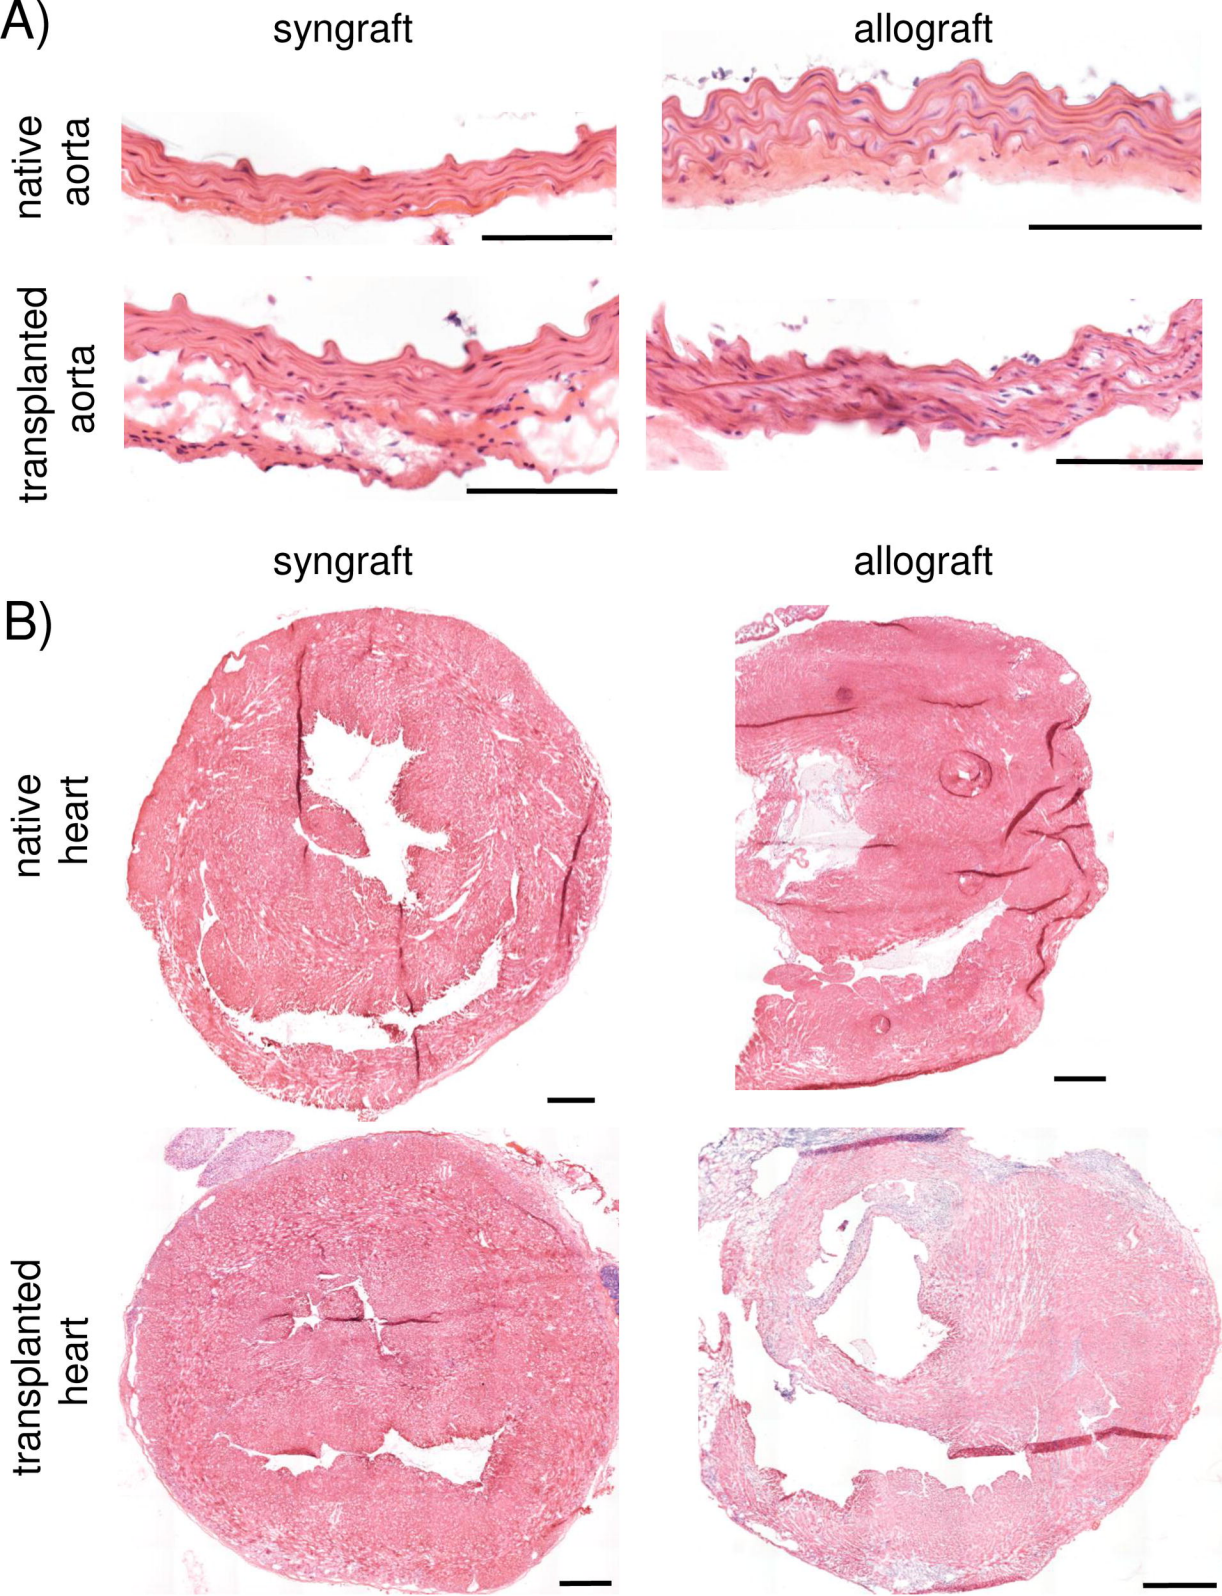 A)
syngraft
allograft
native
aorta
transplanted
aorta
syngraft
allograft
B)
native
heart
transplanted
heart